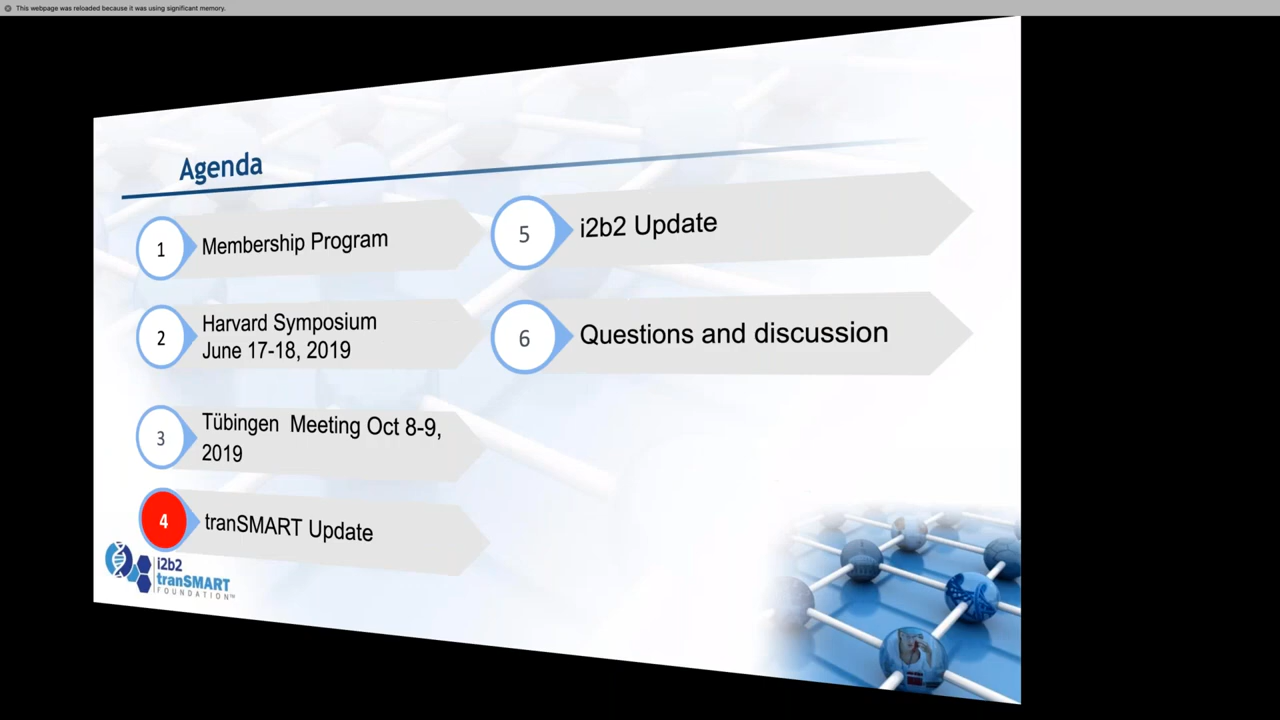 This webpage was reloaded because it was using significant memory.
Agenda
1
Membership Program
2
Harvard Symposium
June 17-18, 2019
3
Tübingen Meeting Oct 8-9,
2019
4
tranSMART Update
5
i2b2 Update
6
Questions and discussion
i2b2
tranSMART
FOUNDATION™